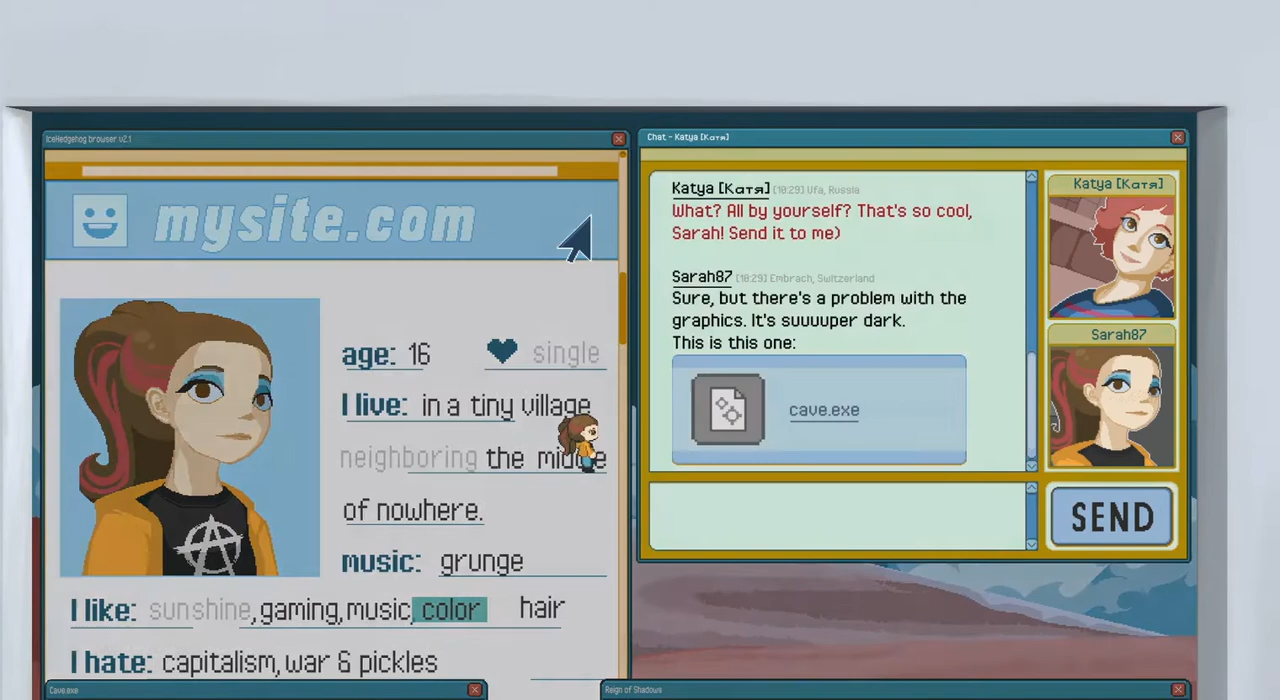 IceHedgehog browser v2.1
mysite.com
age: 16
single
I live: in a tiny village
neighboring the middle
of nowhere.
music: grunge
I like: sunshine, gaming, music, color hair
I hate: capitalism, war & pickles
Cave.exe
Chat - Katya [Катя]
Katya [Катя] [18:29] Ufa, Russia
What? All by yourself? That's so cool,
Sarah! Send it to me)
Sarah87 [18:29] Embrach, Switzerland
Sure, but there's a problem with the
graphics. It's suuuuper dark.
This is this one:
cave.exe
Katya [Катя]
Sarah87
SEND
Reign of Shadows